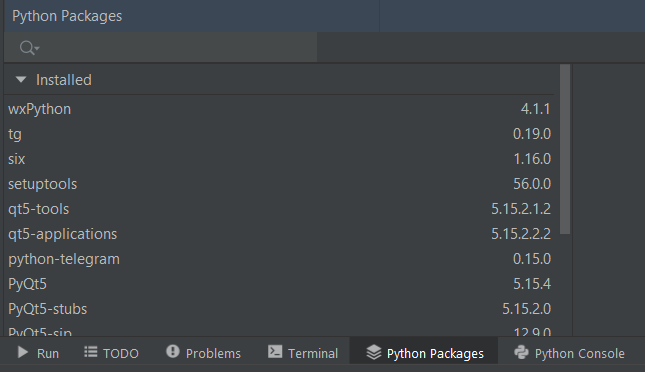 Python Packages
Installed
wxPython 4.1.1
tg 0.19.0
six 1.16.0
setuptools 56.0.0
qt5-tools 5.15.2.1.2
qt5-applications 5.15.2.2.2
python-telegram 0.15.0
PyQt5 5.15.4
PyQt5-stubs 5.15.2.0
PyQt5-sip 12.9.0
Run TODO Problems Terminal Python Packages Python Console